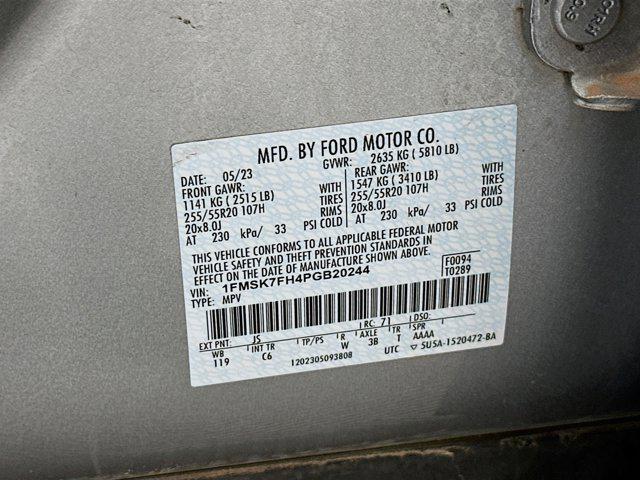 MFD. BY FORD MOTOR CO.
DATE: 05/23 GVWR: 2635 KG ( 5810 LB)
FRONT GAWR: REAR GAWR:
1141 KG ( 2515 LB) WITH 1547 KG ( 3410 LB) WITH
255/55R20 107H TIRES 255/55R20 107H TIRES
20x8.0J RIMS 20x8.0J RIMS
AT 230 kPa/ 33 PSI COLD AT 230 kPa/ 33 PSI COLD
THIS VEHICLE CONFORMS TO ALL APPLICABLE FEDERAL MOTOR
VEHICLE SAFETY AND THEFT PREVENTION STANDARDS IN
EFFECT ON THE DATE OF MANUFACTURE SHOWN ABOVE.
VIN: 1FMSK7FH4PGB20244 F0094
TYPE: MPV T0289
EXT PNT: JS RC: 71 DSO:
WB INT TR TP/PS R AXLE TR SPR
119 C6 W 3B T AAAA
1202305093808 UTC ▽ 5U5A-1520472-BA